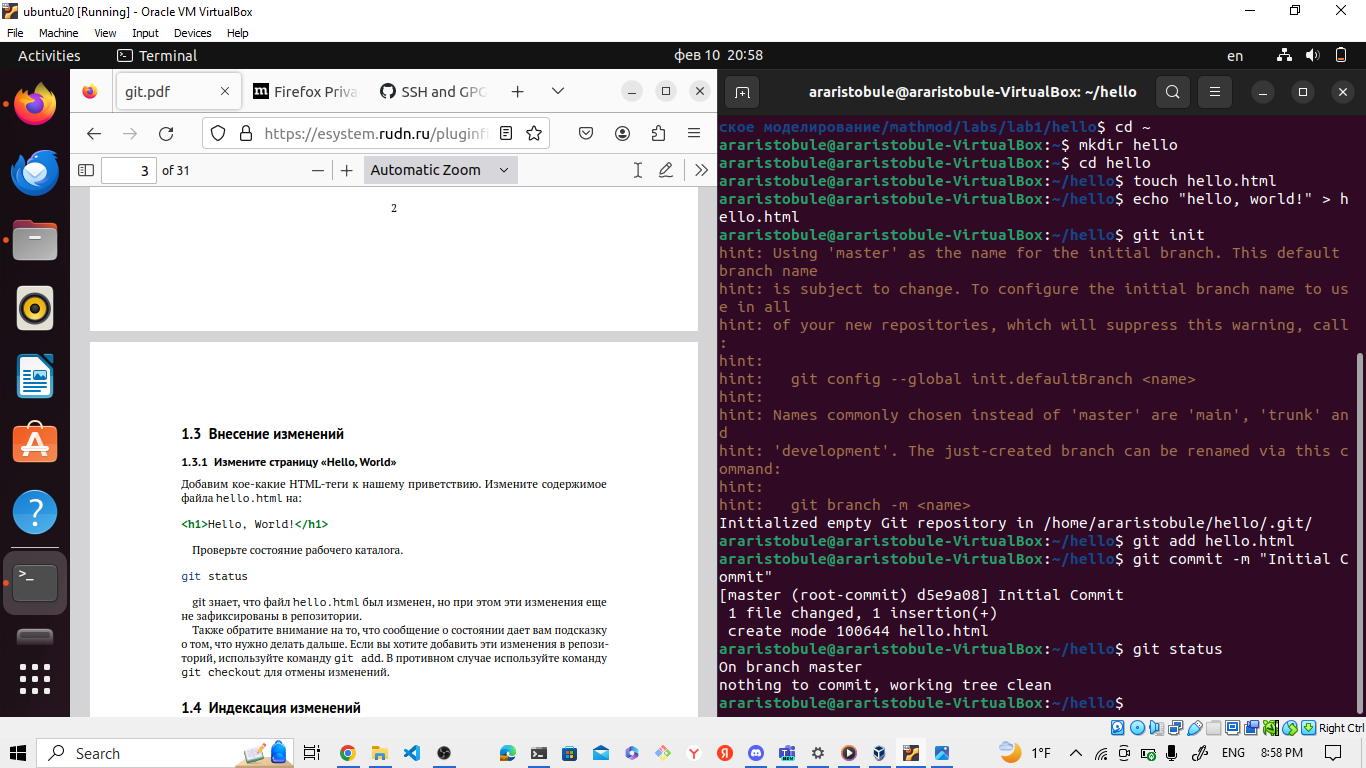 ubuntu20 [Running] - Oracle VM VirtualBox
File Machine View Input Devices Help
Activities Terminal фев 10 20:58 en
git.pdf Firefox Priva SSH and GPG
https://esystem.rudn.ru/pluginfi
3 of 31 Automatic Zoom
2
1.3 Внесение изменений
1.3.1 Измените страницу «Hello, World»
Добавим кое-какие HTML-теги к нашему приветствию. Измените содержимое
файла hello.html на:
<h1>Hello, World!</h1>
Проверьте состояние рабочего каталога.
git status
git знает, что файл hello.html был изменен, но при этом эти изменения еще
не зафиксированы в репозитории.
Также обратите внимание на то, что сообщение о состоянии дает вам подсказку
о том, что нужно делать дальше. Если вы хотите добавить эти изменения в репози-
торий, используйте команду git add. В противном случае используйте команду
git checkout для отмены изменений.
1.4 Индексация изменений
araristobule@araristobule-VirtualBox: ~/hello
ское моделирование/mathmod/labs/lab1/hello$ cd ~
araristobule@araristobule-VirtualBox:~$ mkdir hello
araristobule@araristobule-VirtualBox:~$ cd hello
araristobule@araristobule-VirtualBox:~/hello$ touch hello.html
araristobule@araristobule-VirtualBox:~/hello$ echo "hello, world!" > h
ello.html
araristobule@araristobule-VirtualBox:~/hello$ git init
hint: Using 'master' as the name for the initial branch. This default
branch name
hint: is subject to change. To configure the initial branch name to us
e in all
hint: of your new repositories, which will suppress this warning, call
:
hint:
hint:   git config --global init.defaultBranch <name>
hint:
hint: Names commonly chosen instead of 'master' are 'main', 'trunk' an
d
hint: 'development'. The just-created branch can be renamed via this c
ommand:
hint:
hint:   git branch -m <name>
Initialized empty Git repository in /home/araristobule/hello/.git/
araristobule@araristobule-VirtualBox:~/hello$ git add hello.html
araristobule@araristobule-VirtualBox:~/hello$ git commit -m "Initial C
ommit"
[master (root-commit) d5e9a08] Initial Commit
 1 file changed, 1 insertion(+)
 create mode 100644 hello.html
araristobule@araristobule-VirtualBox:~/hello$ git status
On branch master
nothing to commit, working tree clean
araristobule@araristobule-VirtualBox:~/hello$
Right Ctrl
Search 1°F ENG 8:58 PM